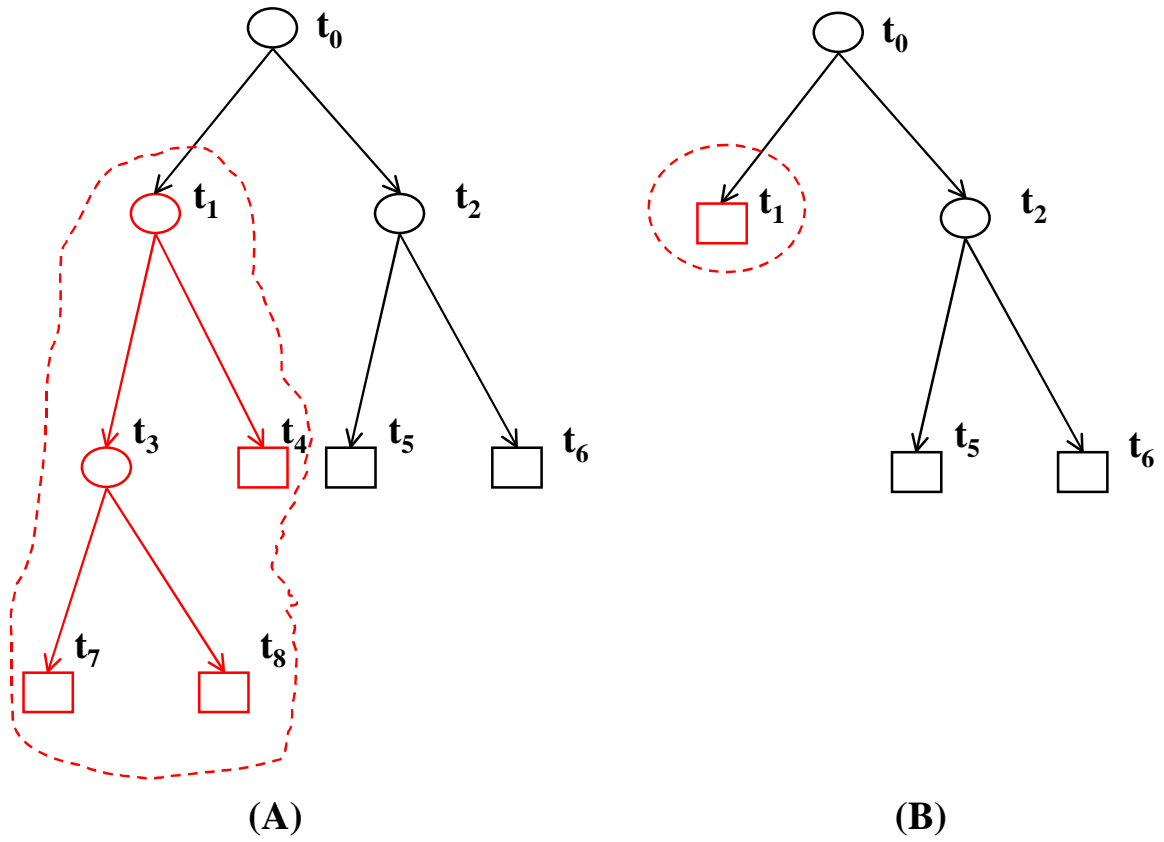 t₀ t₀
t₁ t₂ t₁ t₂
t₃ t₄ t₅ t₆ t₅ t₆
t₇ t₈
(A) (B)